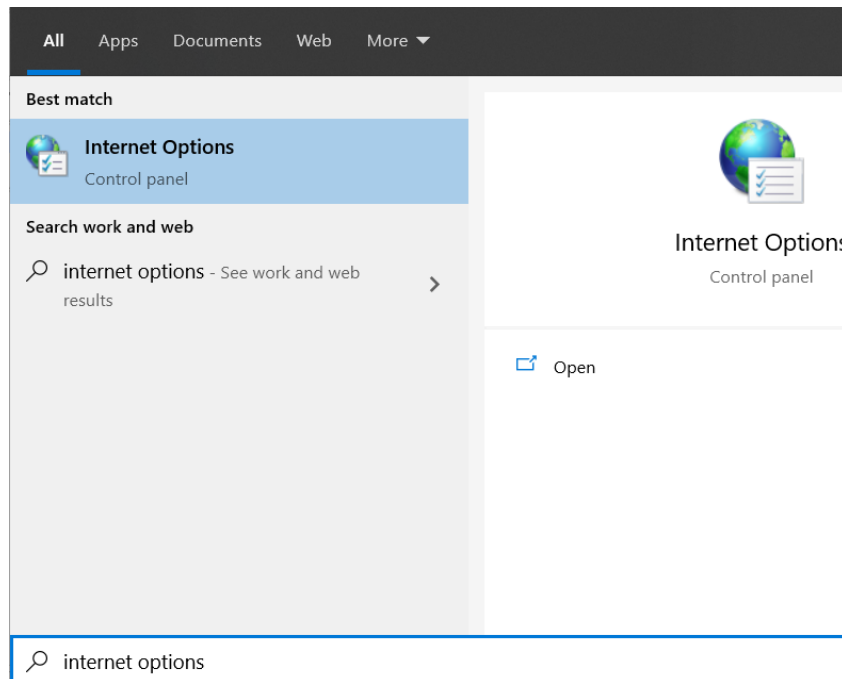 All Apps Documents Web More
Best match
Internet Options
Control panel
Search work and web
internet options - See work and web
results
Internet Options
Control panel
Open
internet options